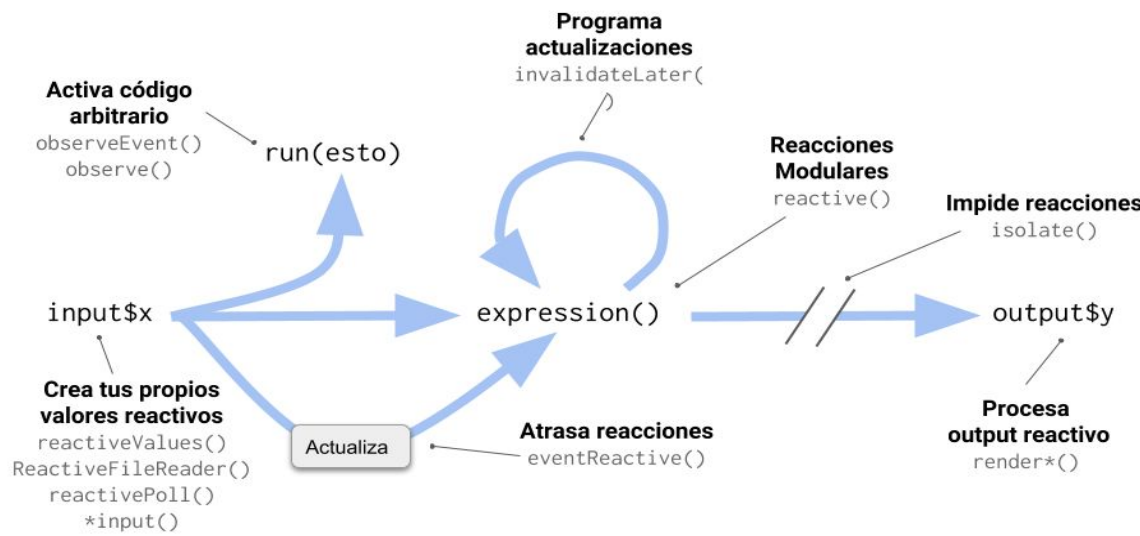 Programa
actualizaciones
invalidateLater(
)
Activa código
arbitrario
observeEvent()
observe()
run(esto)
Reacciones
Modulares
reactive()
Impide reacciones
isolate()
input$x
expression()
output$y
Crea tus propios
valores reactivos
reactiveValues()
ReactiveFileReader()
reactivePoll()
*input()
Actualiza
Atrasa reacciones
eventReactive()
Procesa
output reactivo
render*()